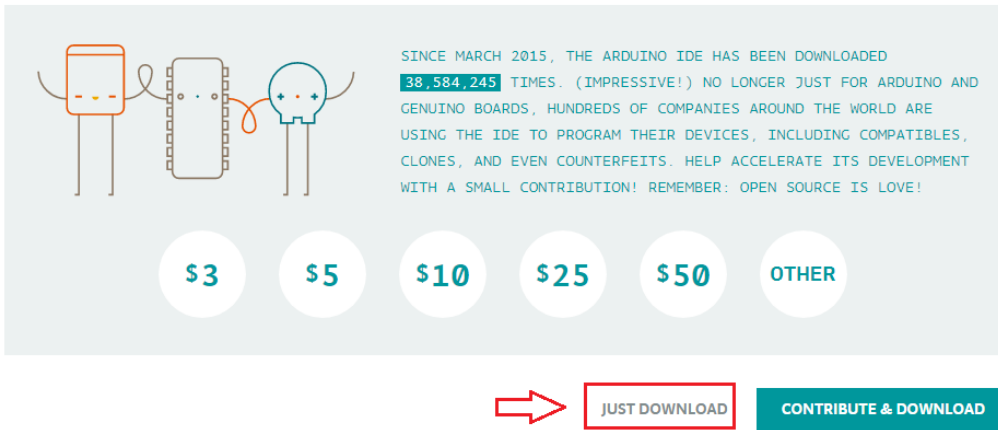 SINCE MARCH 2015, THE ARDUINO IDE HAS BEEN DOWNLOADED
38,584,245 TIMES. (IMPRESSIVE!) NO LONGER JUST FOR ARDUINO AND
GENUINO BOARDS, HUNDREDS OF COMPANIES AROUND THE WORLD ARE
USING THE IDE TO PROGRAM THEIR DEVICES, INCLUDING COMPATIBLES,
CLONES, AND EVEN COUNTERFEITS. HELP ACCELERATE ITS DEVELOPMENT
WITH A SMALL CONTRIBUTION! REMEMBER: OPEN SOURCE IS LOVE!
$3 $5 $10 $25 $50 OTHER
JUST DOWNLOAD CONTRIBUTE & DOWNLOAD